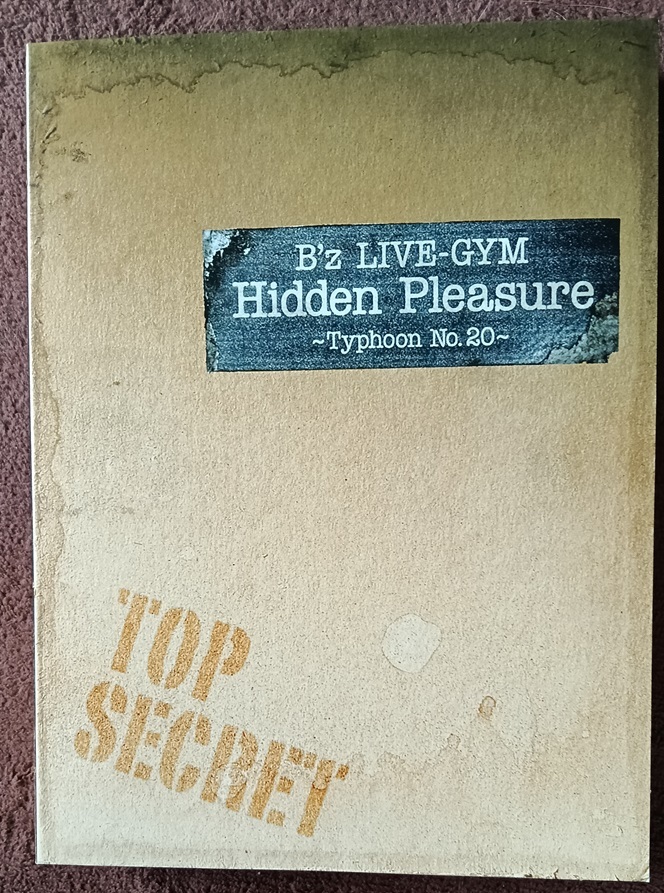 B'z LIVE-GYM
Hidden Pleasure
~Typhoon No.20~
TOP
SECRET